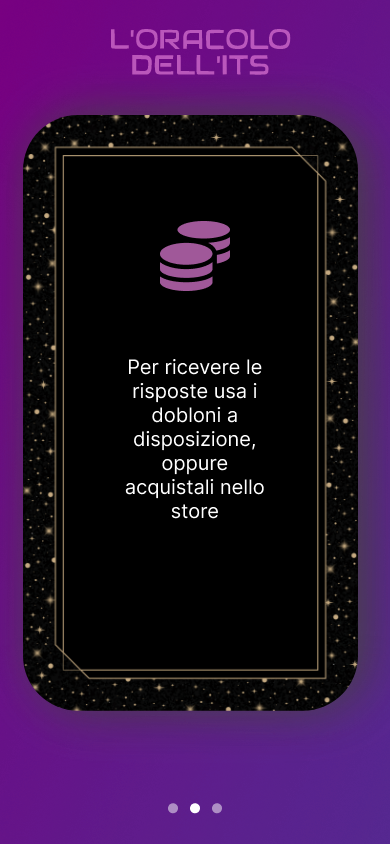 L'ORACOLO
DELL'ITS
Per ricevere le
risposte usa i
dobloni a
disposizione,
oppure
acquistali nello
store